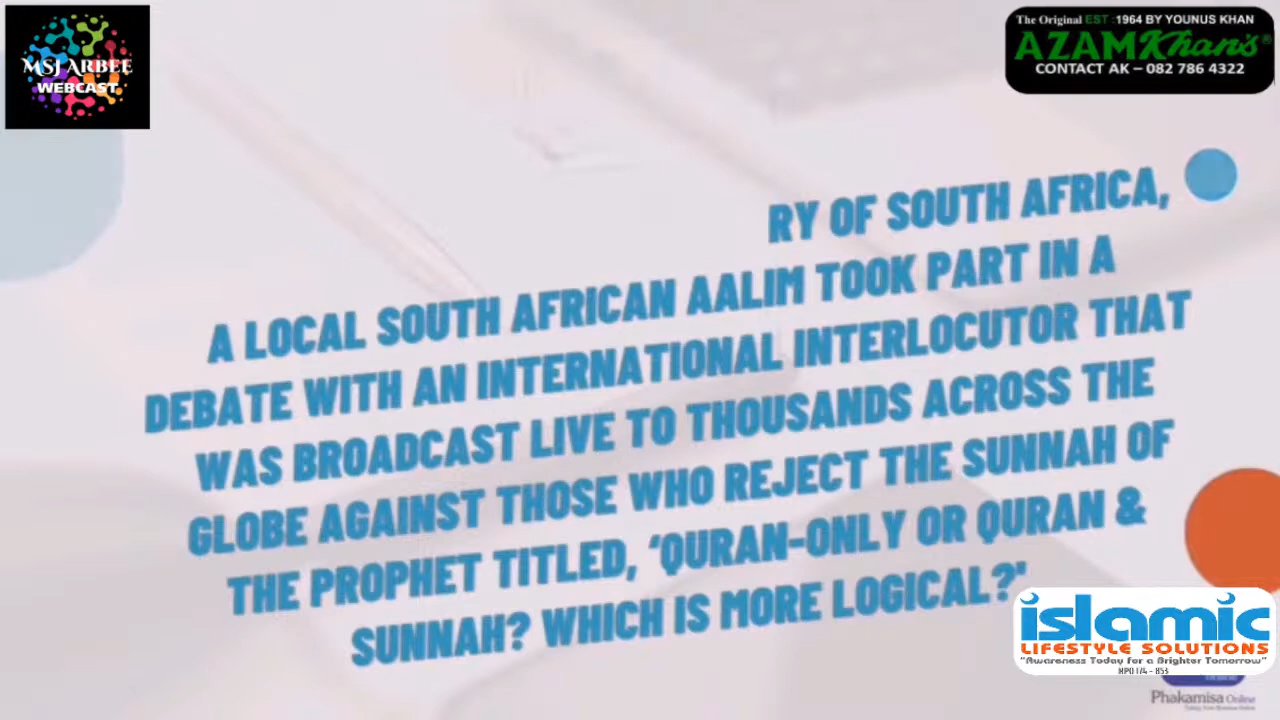 MSJ ARBEE
WEBCAST
The Original EST : 1964 BY YOUNUS KHAN
AZAM Khan's®
CONTACT AK – 082 786 4322
RY OF SOUTH AFRICA,
A LOCAL SOUTH AFRICAN AALIM TOOK PART IN A
DEBATE WITH AN INTERNATIONAL INTERLOCUTOR THAT
WAS BROADCAST LIVE TO THOUSANDS ACROSS THE
GLOBE AGAINST THOSE WHO REJECT THE SUNNAH OF
THE PROPHET TITLED, ‘QURAN-ONLY OR QURAN &
SUNNAH? WHICH IS MORE LOGICAL?'
islamic
LIFESTYLE SOLUTIONS
"Awareness Today for a Brighter Tomorrow"
Phakamisa Online